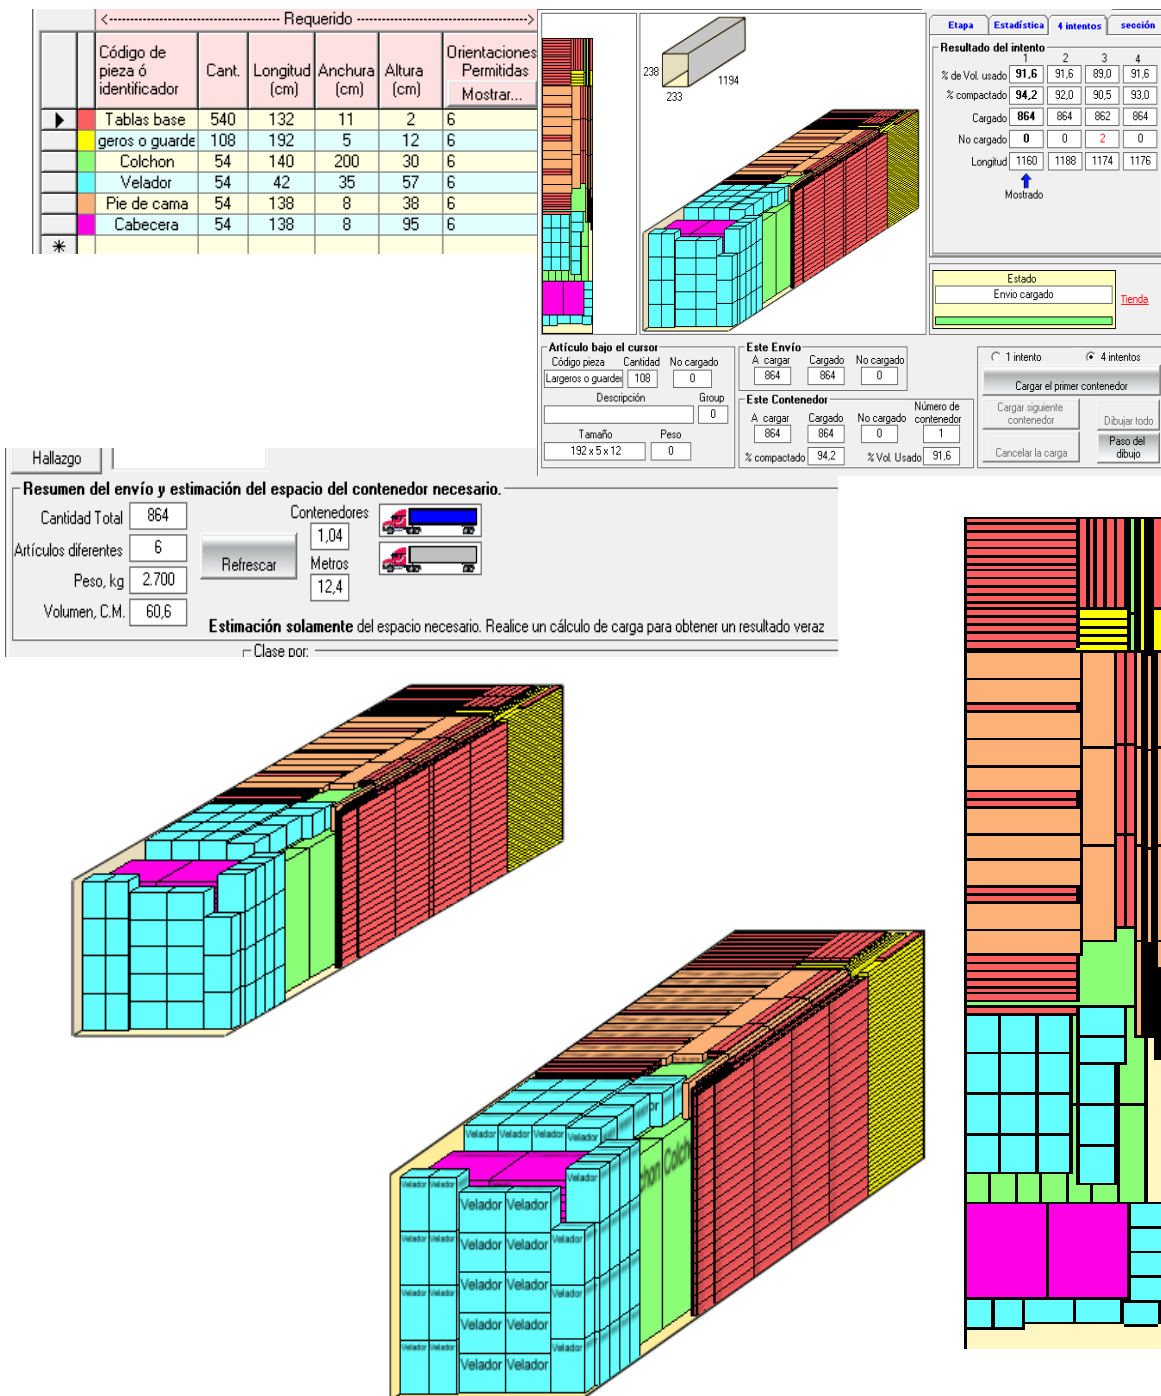 <---------- Requerido ---------->
Código de pieza ó identificador Cant. Longitud (cm) Anchura (cm) Altura (cm) Orientaciones Permitidas
Mostrar...
Tablas base 540 132 11 2 6
geros o guarde 108 192 5 12 6
Colchon 54 140 200 30 6
Velador 54 42 35 57 6
Pie de cama 54 138 8 38 6
Cabecera 54 138 8 95 6
238
233
1194
Etapa Estadística 4 intentos sección
Resultado del intento
1 2 3 4
% de Vol. usado 91,6 91,6 89,0 91,6
% compactado 94,2 92,0 90,5 93,0
Cargado 864 864 862 864
No cargado 0 0 2 0
Longitud 1160 1188 1174 1176
Mostrado
Estado
Envio cargado
Tienda
Artículo bajo el cursor
Código pieza Cantidad No cargado
Largeros o guarder 108 0
Descripción Group
0
Tamaño Peso
192 x 5 x 12 0
Este Envío
A cargar Cargado No cargado
864 864 0
Este Contenedor
A cargar Cargado No cargado Número de contenedor
864 864 0 1
% compactado 94,2 % Vol. Usado 91,6
1 intento 4 intentos
Cargar el primer contenedor
Cargar siguiente contenedor
Dibujar todo
Cancelar la carga
Paso del dibujo
Hallazgo
Resumen del envío y estimación del espacio del contenedor necesario.
Cantidad Total 864
Artículos diferentes 6
Peso, kg 2.700
Volumen, C.M. 60,6
Refrescar
Contenedores
1,04
Metros
12,4
Estimación solamente del espacio necesario. Realice un cálculo de carga para obtener un resultado veraz
Clase por:
Velador Velador Velador Velador
Velador Velador
Velador Velador
Velador Velador
Velador Velador
Velador Velador
Velador Velador
Colchon